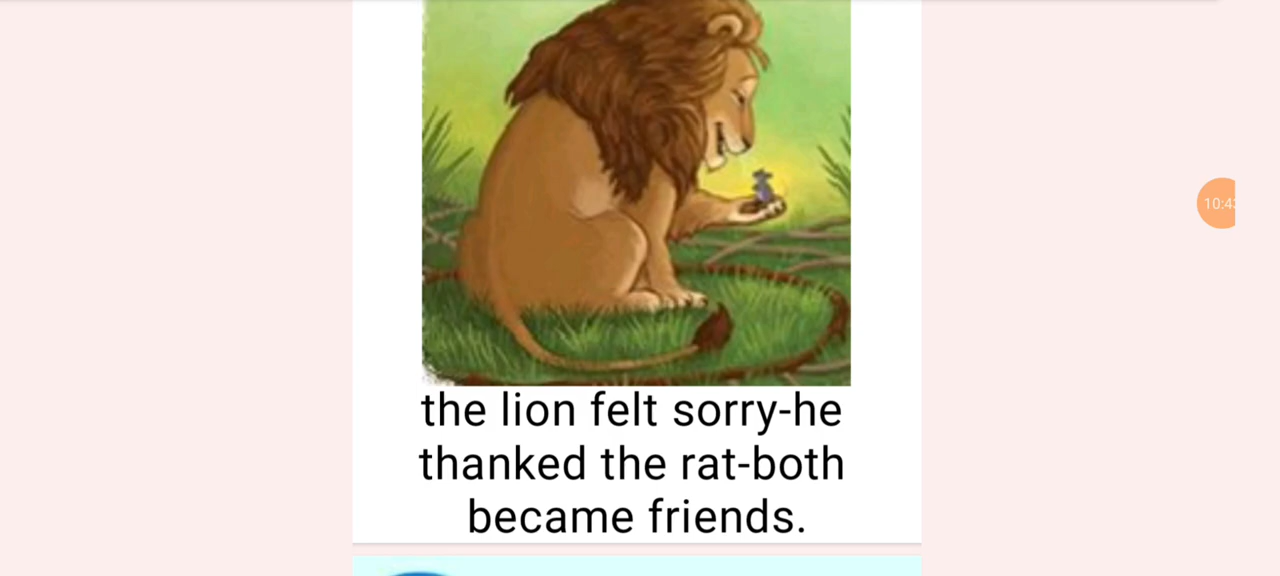 the lion felt sorry-he
thanked the rat-both
became friends.